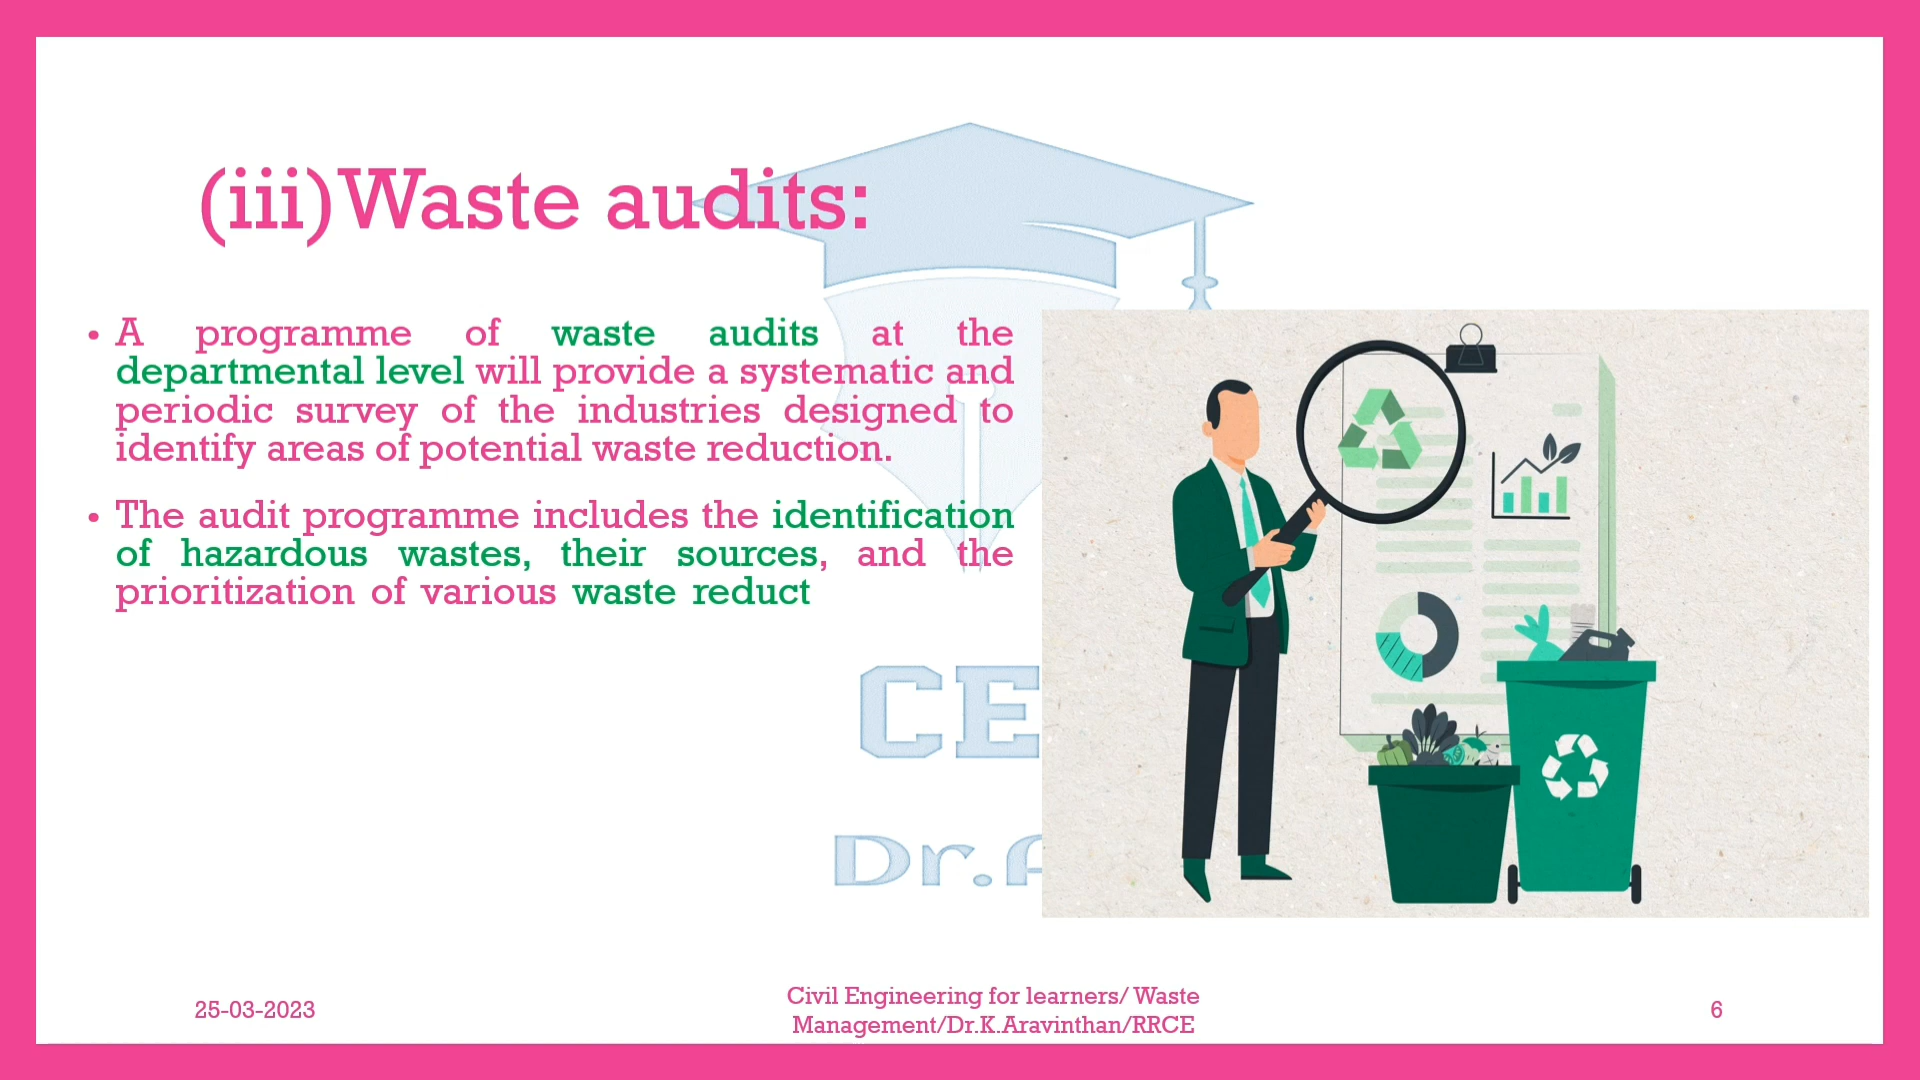 (iii)Waste audits:
• A programme of waste audits at the
departmental level will provide a systematic and
periodic survey of the industries designed to
identify areas of potential waste reduction.
• The audit programme includes the identification
of hazardous wastes, their sources, and the
prioritization of various waste reduct
CE
Dr.A
25-03-2023
Civil Engineering for learners/ Waste
Management/Dr.K.Aravinthan/RRCE
6